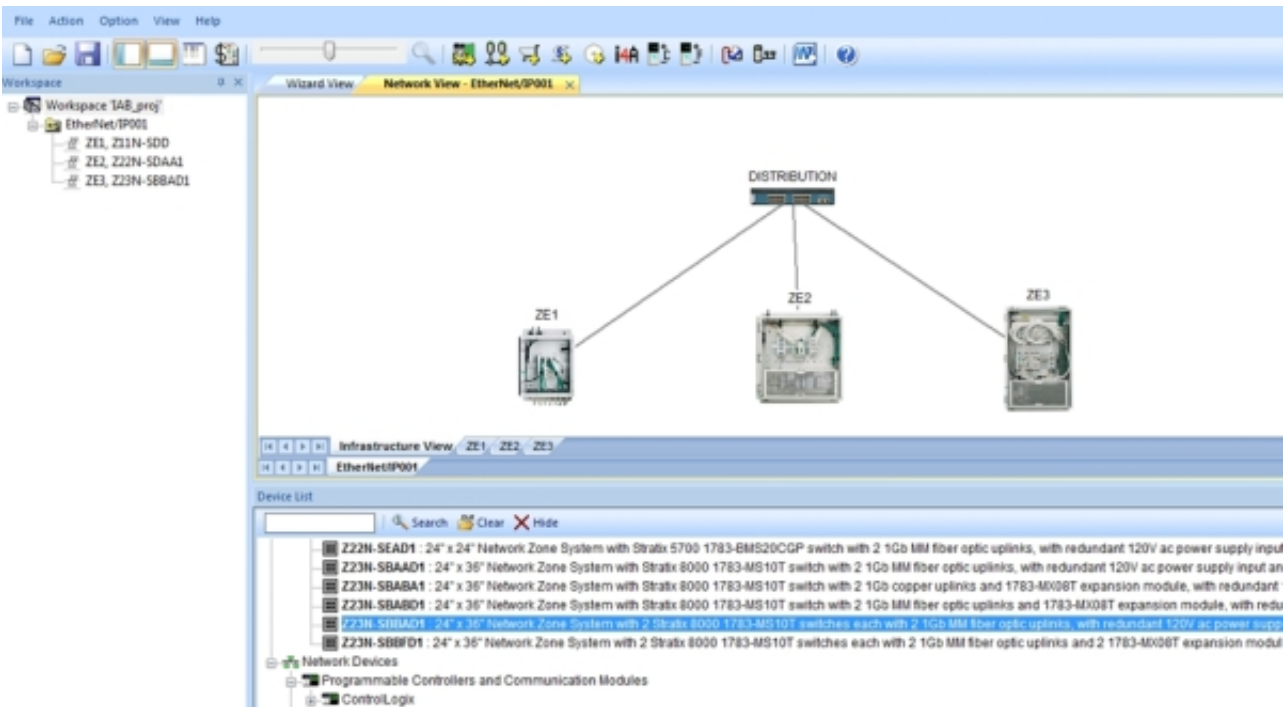 File Action Option View Help
Workspace
Wizard View Network View - EtherNet/IP001
Workspace 'IAB_proj'
EtherNet/IP001
ZE1, Z11N-SDD
ZE2, Z22N-SDAA1
ZE3, Z23N-SBBAD1
DISTRIBUTION
ZE1
ZE2
ZE3
Infrastructure View ZE1 ZE2 ZE3
EtherNet/IP001
Device List
Search Clear Hide
Z22N-SEAD1 : 24" x 24" Network Zone System with Stratix 5700 1783-BMS20CGP switch with 2 1Gb MM fiber optic uplinks, with redundant 120V ac power supply input
Z23N-SBAAD1 : 24" x 36" Network Zone System with Stratix 8000 1783-MS10T switch with 2 1Gb MM fiber optic uplinks, with redundant 120V ac power supply input an
Z23N-SBABA1 : 24" x 36" Network Zone System with Stratix 8000 1783-MS10T switch with 2 1Gb copper uplinks and 1783-MX08T expansion module, with redundant
Z23N-SBABD1 : 24" x 36" Network Zone System with Stratix 8000 1783-MS10T switch with 2 1Gb MM fiber optic uplinks and 1783-MX08T expansion module, with redu
Z23N-SBBAD1 : 24" x 36" Network Zone System with 2 Stratix 8000 1783-MS10T switches each with 2 1Gb MM fiber optic uplinks, with redundant 120V ac power supp
Z23N-SBBFD1 : 24" x 36" Network Zone System with 2 Stratix 8000 1783-MS10T switches each with 2 1Gb MM fiber optic uplinks and 2 1783-MX08T expansion modul
Network Devices
Programmable Controllers and Communication Modules
ControlLogix